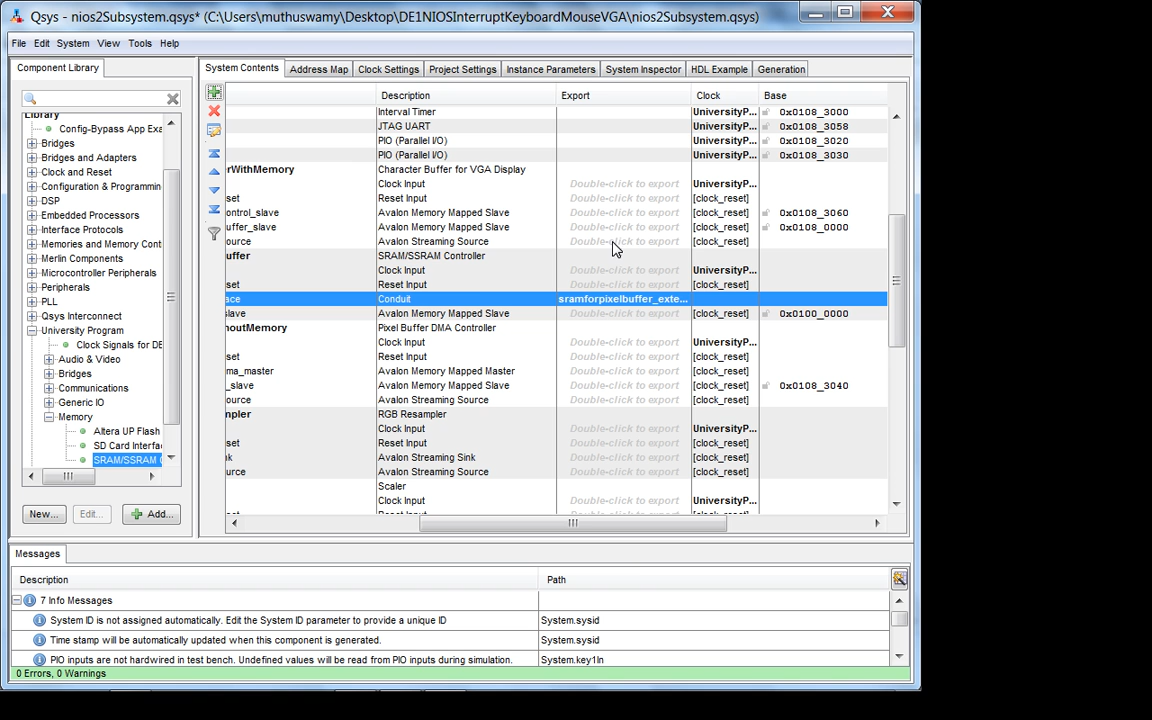 Qsys - nios2Subsystem.qsys* (C:\Users\muthuswamy\Desktop\DE1NIOSInterruptKeyboardMouseVGA\nios2Subsystem.qsys)
File Edit System View Tools Help
Component Library
Library
Config-Bypass App Exa
Bridges
Bridges and Adapters
Clock and Reset
Configuration & Programmin
DSP
Embedded Processors
Interface Protocols
Memories and Memory Cont
Merlin Components
Microcontroller Peripherals
Peripherals
PLL
Qsys Interconnect
University Program
Clock Signals for DE
Audio & Video
Bridges
Communications
Generic IO
Memory
Altera UP Flash
SD Card Interfa
SRAM/SSRAM C
New... Edit... Add...
System Contents Address Map Clock Settings Project Settings Instance Parameters System Inspector HDL Example Generation
Description Export Clock Base
Interval Timer UniversityP... 0x0108_3000
JTAG UART UniversityP... 0x0108_3058
PIO (Parallel I/O) UniversityP... 0x0108_3020
PIO (Parallel I/O) UniversityP... 0x0108_3030
rWithMemory Character Buffer for VGA Display
Clock Input Double-click to export UniversityP...
set Reset Input Double-click to export [clock_reset]
ontrol_slave Avalon Memory Mapped Slave Double-click to export [clock_reset] 0x0108_3060
uffer_slave Avalon Memory Mapped Slave Double-click to export [clock_reset] 0x0108_0000
ource Avalon Streaming Source Double-click to export [clock_reset]
uffer SRAM/SSRAM Controller
Clock Input Double-click to export UniversityP...
set Reset Input Double-click to export [clock_reset]
ace Conduit sramforpixelbuffer_exte...
slave Avalon Memory Mapped Slave Double-click to export [clock_reset] 0x0100_0000
houtMemory Pixel Buffer DMA Controller
Clock Input Double-click to export UniversityP...
set Reset Input Double-click to export [clock_reset]
ma_master Avalon Memory Mapped Master Double-click to export [clock_reset]
_slave Avalon Memory Mapped Slave Double-click to export [clock_reset] 0x0108_3040
ource Avalon Streaming Source Double-click to export [clock_reset]
mpler RGB Resampler
Clock Input Double-click to export UniversityP...
set Reset Input Double-click to export [clock_reset]
nk Avalon Streaming Sink Double-click to export [clock_reset]
urce Avalon Streaming Source Double-click to export [clock_reset]
Scaler
Clock Input Double-click to export UniversityP...
Messages
Description Path
7 Info Messages
System ID is not assigned automatically. Edit the System ID parameter to provide a unique ID System.sysid
Time stamp will be automatically updated when this component is generated. System.sysid
PIO inputs are not hardwired in test bench. Undefined values will be read from PIO inputs during simulation. System.key1In
0 Errors, 0 Warnings